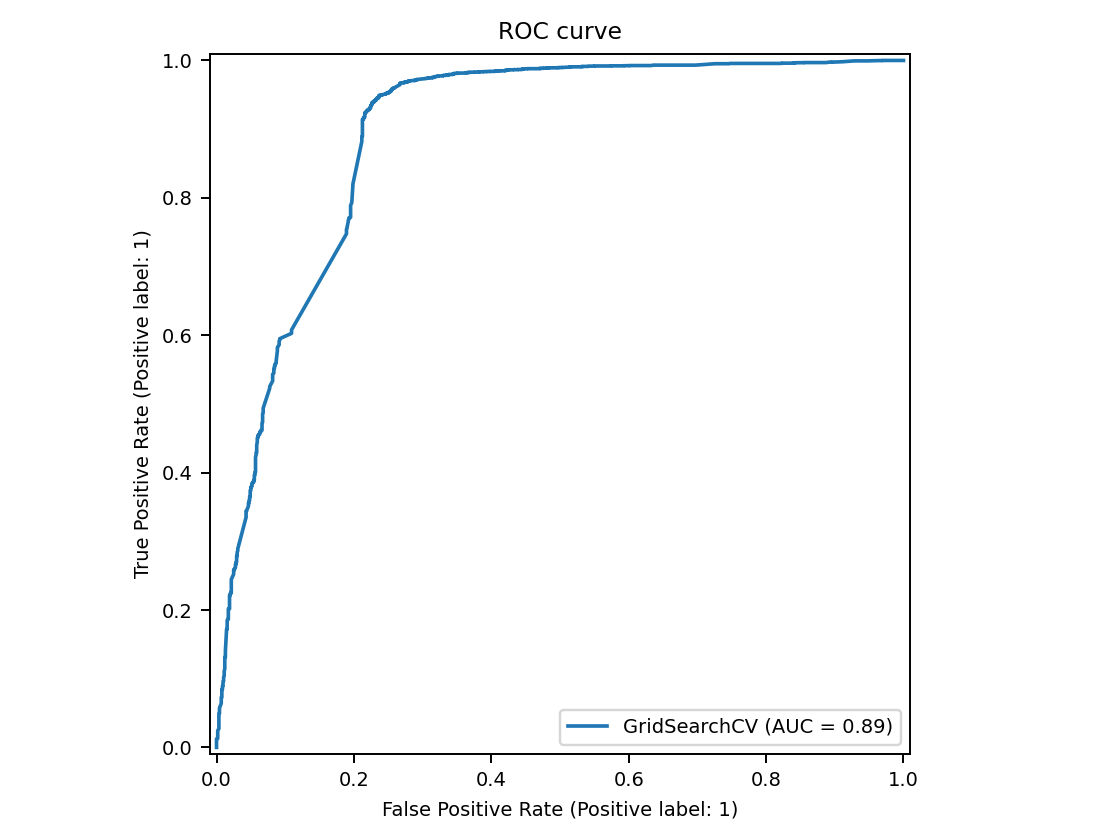 ROC curve
True Positive Rate (Positive label: 1)
1.0
0.8
0.6
0.4
0.2
0.0
GridSearchCV (AUC = 0.89)
0.0 0.2 0.4 0.6 0.8 1.0
False Positive Rate (Positive label: 1)